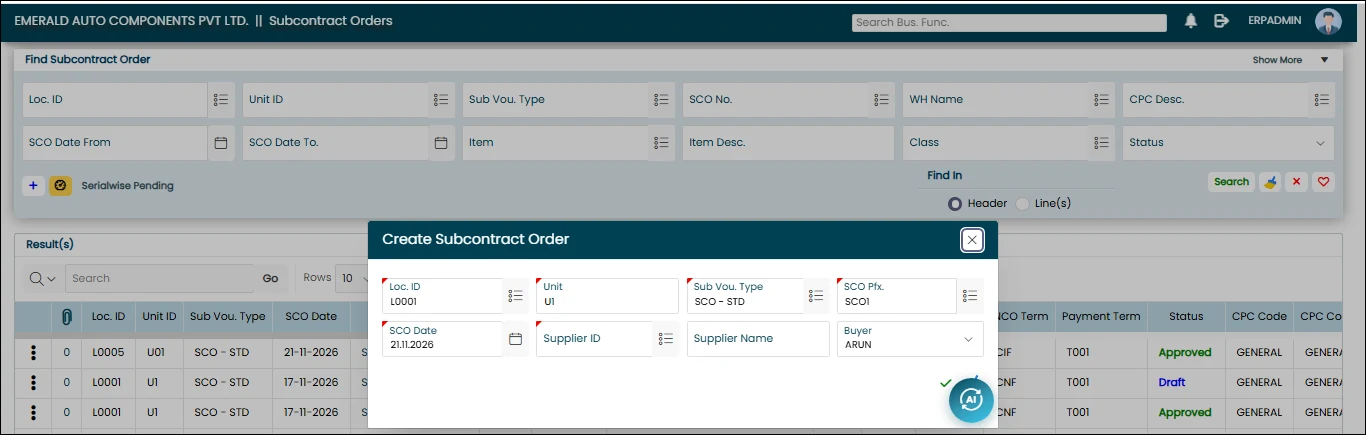 EMERALD AUTO COMPONENTS PVT LTD. || Subcontract Orders
Search Bus. Func.
ERPADMIN
Find Subcontract Order
Show More
Loc. ID
Unit ID
Sub Vou. Type
SCO No.
WH Name
CPC Desc.
SCO Date From
SCO Date To.
Item
Item Desc.
Class
Status
+
Serialwise Pending
Find In
Search
Header
Line(s)
Result(s)
Search
Go
Rows
10
Create Subcontract Order
Loc. ID
L0001
Unit
U1
Sub Vou. Type
SCO - STD
SCO Pfx.
SCO1
SCO Date
21.11.2026
Supplier ID
Supplier Name
Buyer
ARUN
AI
Loc. ID Unit ID Sub Vou. Type SCO Date NCO Term Payment Term Status CPC Code CPC Co
0 L0005 U01 SCO - STD 21-11-2026 S CIF T001 Approved GENERAL GENERA
0 L0001 U1 SCO - STD 17-11-2026 S CNF T001 Draft GENERAL GENERA
0 L0001 U1 SCO - STD 17-11-2026 S CNF T001 Approved GENERAL GENERA